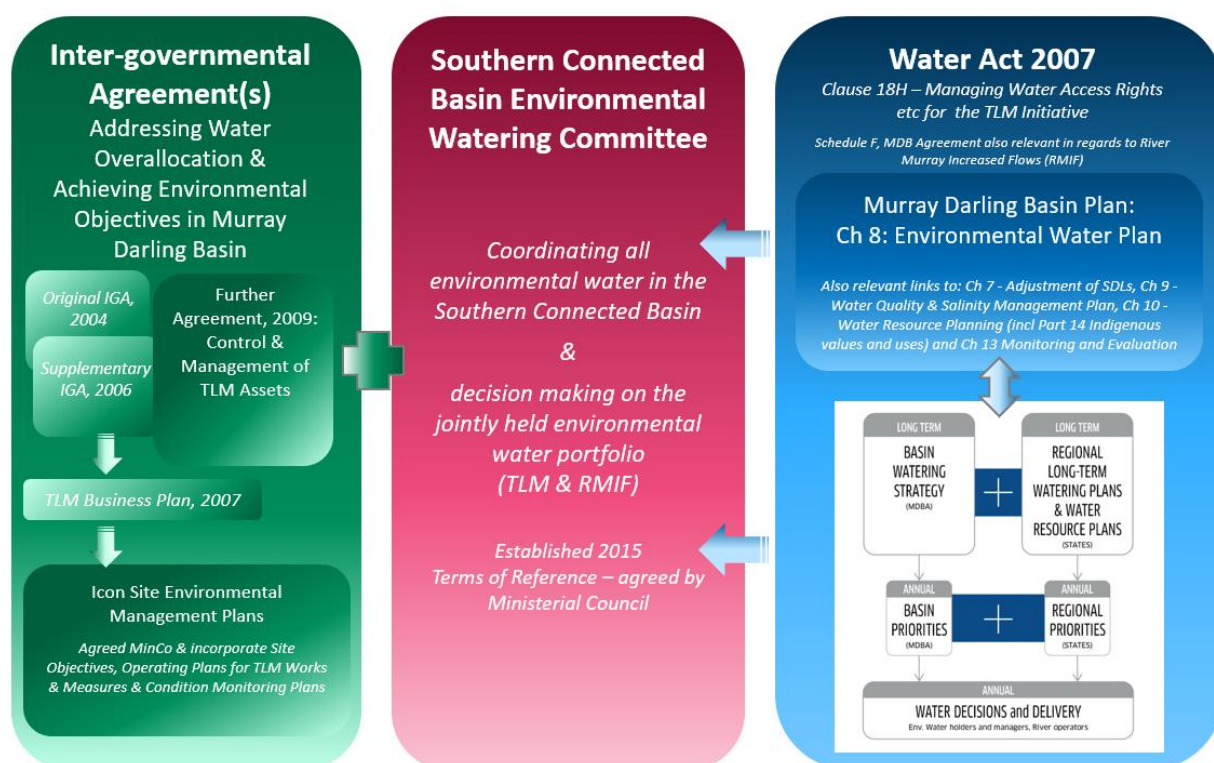 Inter-governmental
Agreement(s)
Addressing Water
Overallocation &
Achieving Environmental
Objectives in Murray
Darling Basin
Original IGA,
2004
Supplementary
IGA, 2006
Further
Agreement, 2009:
Control &
Management of
TLM Assets
TLM Business Plan, 2007
Icon Site Environmental
Management Plans
Agreed MinCo & incorporate Site
Objectives, Operating Plans for TLM Works
& Measures & Condition Monitoring Plans
Southern Connected
Basin Environmental
Watering Committee
Coordinating all
environmental water in the
Southern Connected Basin
&
decision making on the
jointly held environmental
water portfolio
(TLM & RMIF)
Established 2015
Terms of Reference – agreed by
Ministerial Council
Water Act 2007
Clause 18H – Managing Water Access Rights
etc for  the TLM Initiative
Schedule F, MDB Agreement also relevant in regards to River
Murray Increased Flows (RMIF)
Murray Darling Basin Plan:
Ch 8: Environmental Water Plan
Also relevant links to: Ch 7 - Adjustment of SDLs, Ch 9 -
Water Quality & Salinity Management Plan, Ch 10 -
Water Resource Planning (incl Part 14 Indigenous
values and uses) and Ch 13 Monitoring and Evaluation
LONG TERM
BASIN
WATERING
STRATEGY
(MDBA)
LONG TERM
REGIONAL
LONG-TERM
WATERING PLANS
& WATER
RESOURCE PLANS
(STATES)
ANNUAL
BASIN
PRIORITIES
(MDBA)
ANNUAL
REGIONAL
PRIORITIES
(STATES)
ANNUAL
WATER DECISIONS and DELIVERY
Env. Water holders and managers, River operators